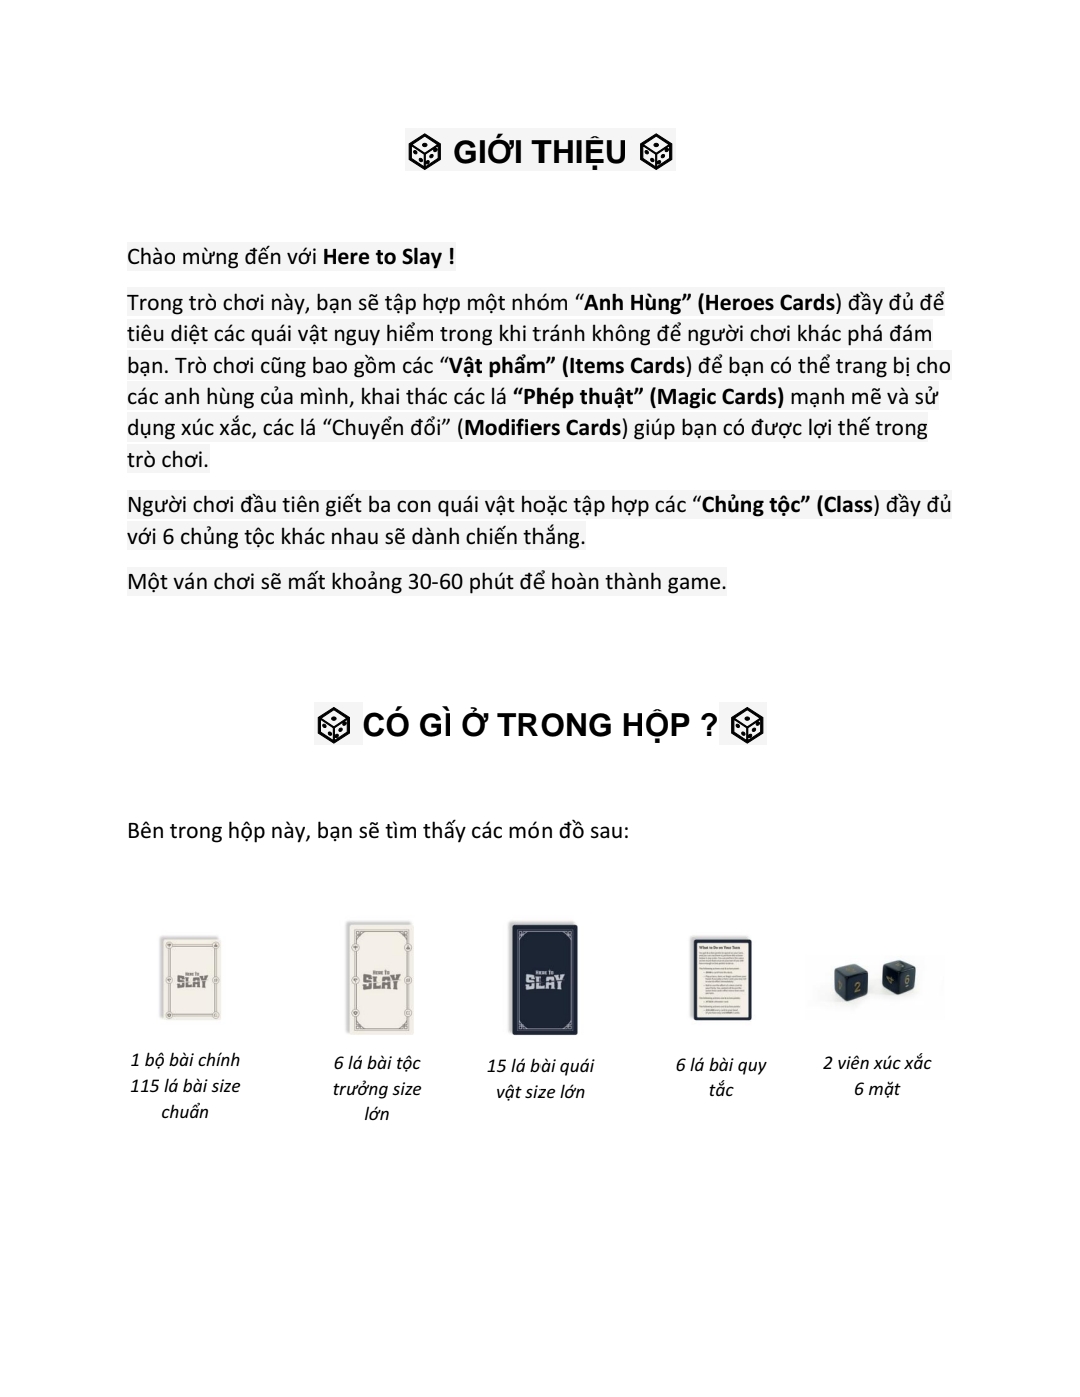 GIỚI THIỆU
Chào mừng đến với Here to Slay !
Trong trò chơi này, bạn sẽ tập hợp một nhóm “Anh Hùng” (Heroes Cards) đầy đủ để
tiêu diệt các quái vật nguy hiểm trong khi tránh không để người chơi khác phá đám
bạn. Trò chơi cũng bao gồm các “Vật phẩm” (Items Cards) để bạn có thể trang bị cho
các anh hùng của mình, khai thác các lá “Phép thuật” (Magic Cards) mạnh mẽ và sử
dụng xúc xắc, các lá “Chuyển đổi” (Modifiers Cards) giúp bạn có được lợi thế trong
trò chơi.
Người chơi đầu tiên giết ba con quái vật hoặc tập hợp các “Chủng tộc” (Class) đầy đủ
với 6 chủng tộc khác nhau sẽ dành chiến thắng.
Một ván chơi sẽ mất khoảng 30-60 phút để hoàn thành game.
CÓ GÌ Ở TRONG HỘP ?
Bên trong hộp này, bạn sẽ tìm thấy các món đồ sau:
HERE TO
SLAY
HERE TO
SLAY
HERE TO
SLAY
What to Do on Your Turn
2
1 bộ bài chính
115 lá bài size
chuẩn
6 lá bài tộc
trưởng size
lớn
15 lá bài quái
vật size lớn
6 lá bài quy
tắc
2 viên xúc xắc
6 mặt